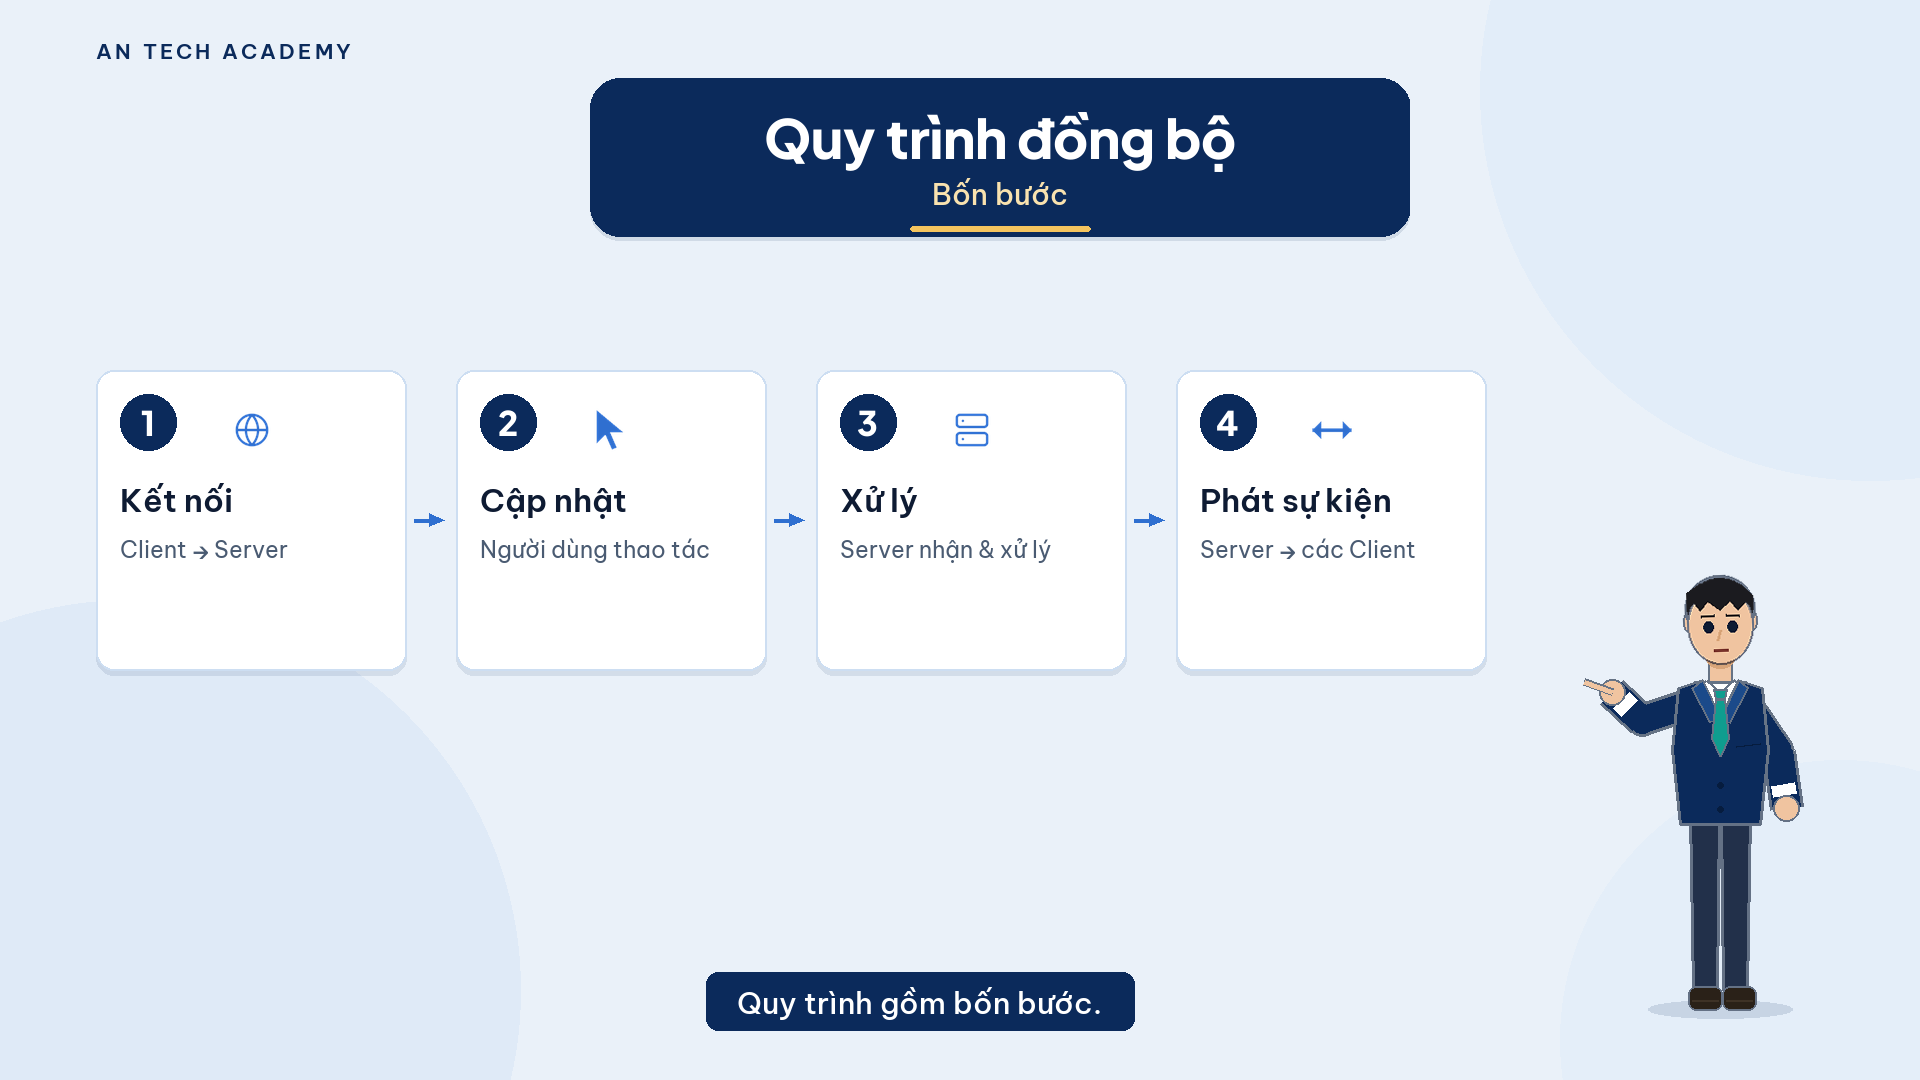 AN TECH ACADEMY
Quy trình đồng bộ
Bốn bước
1
Kết nối
Client → Server
2
Cập nhật
Người dùng thao tác
3
Xử lý
Server nhận & xử lý
4
Phát sự kiện
Server → các Client
Quy trình gồm bốn bước.